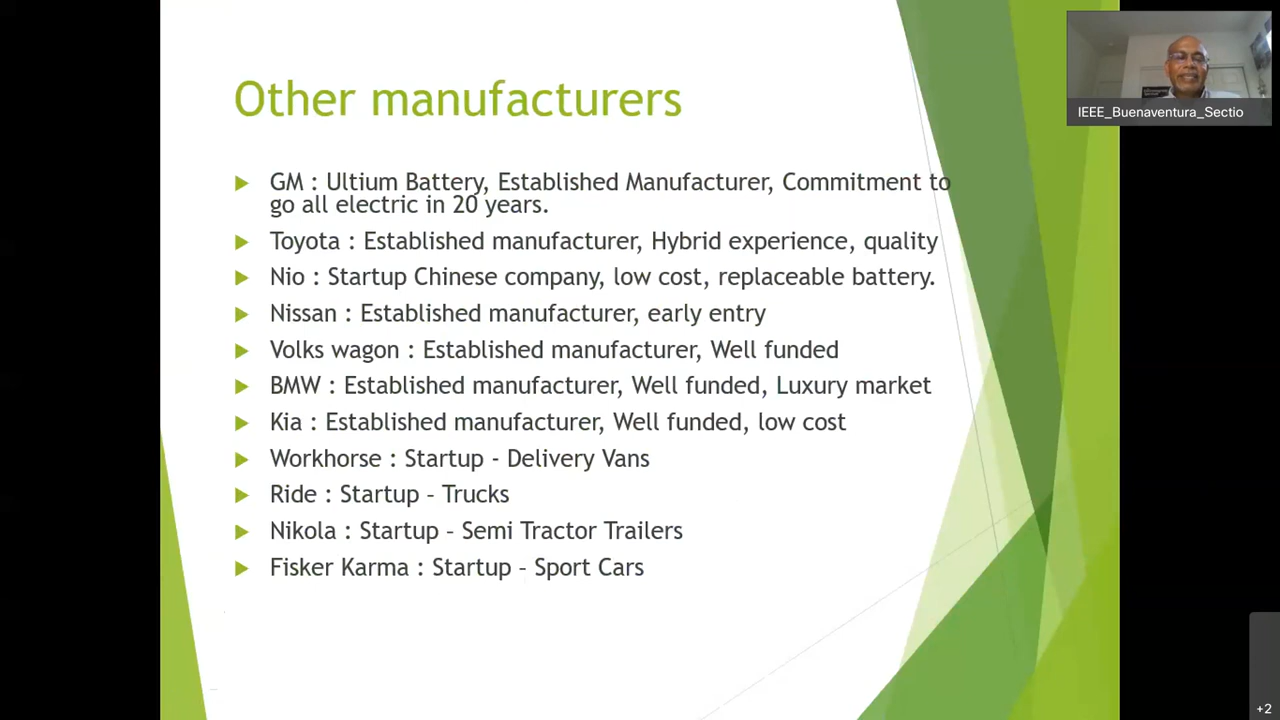 Other manufacturers
GM : Ultium Battery, Established Manufacturer, Commitment to
go all electric in 20 years.
Toyota : Established manufacturer, Hybrid experience, quality
Nio : Startup Chinese company, low cost, replaceable battery.
Nissan : Established manufacturer, early entry
Volks wagon : Established manufacturer, Well funded
BMW : Established manufacturer, Well funded, Luxury market
Kia : Established manufacturer, Well funded, low cost
Workhorse : Startup - Delivery Vans
Ride : Startup – Trucks
Nikola : Startup – Semi Tractor Trailers
Fisker Karma : Startup – Sport Cars
IEEE_Buenaventura_Sectio
+2